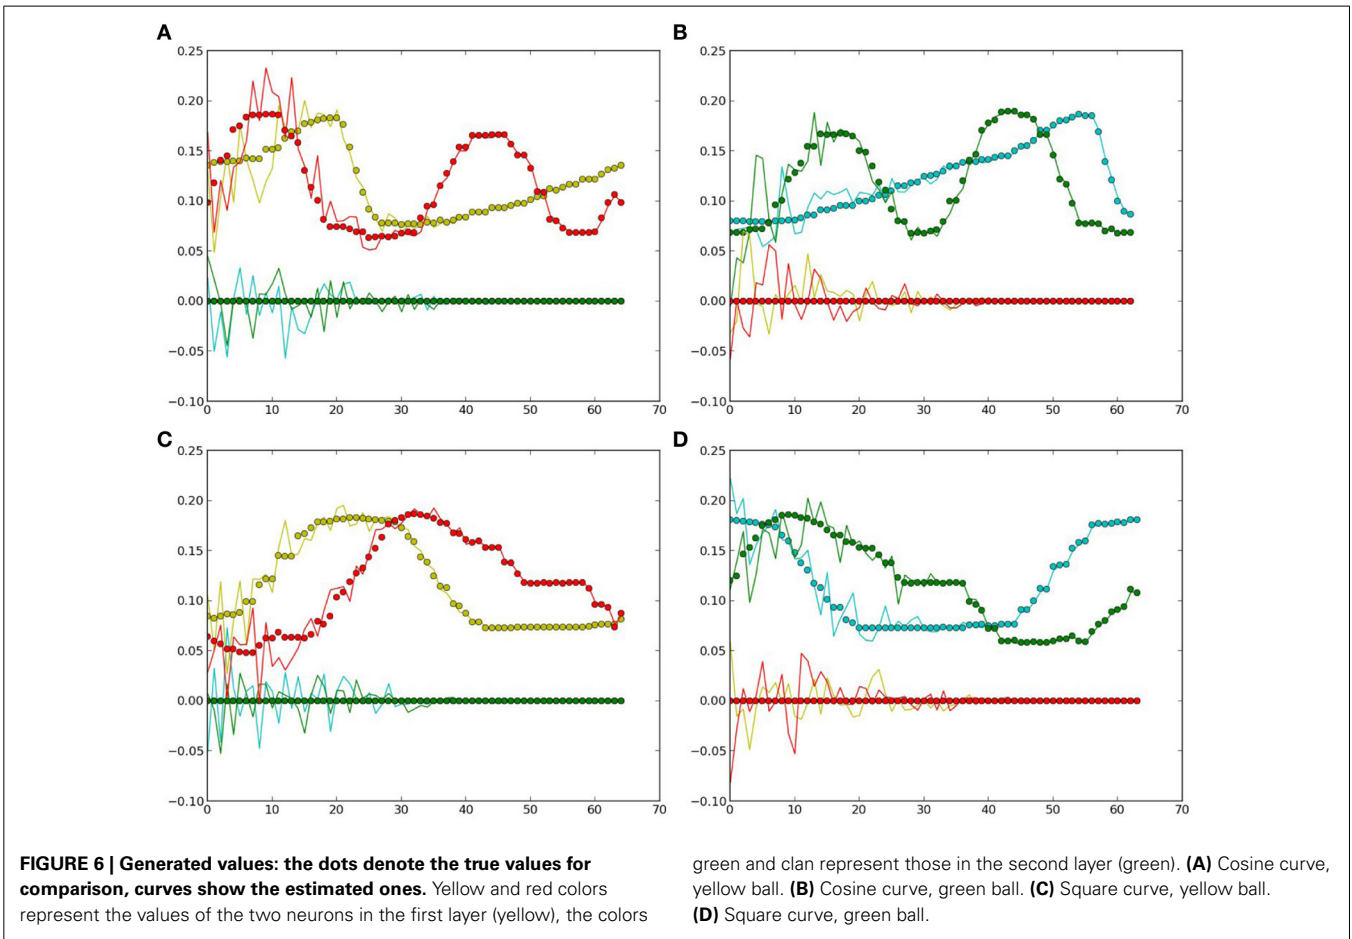 A
0.25
0.20
0.15
0.10
0.05
0.00
−0.05
−0.10
0 10 20 30 40 50 60 70
B
0.25
0.20
0.15
0.10
0.05
0.00
−0.05
−0.10
0 10 20 30 40 50 60 70
C
0.25
0.20
0.15
0.10
0.05
0.00
−0.05
−0.10
0 10 20 30 40 50 60 70
D
0.25
0.20
0.15
0.10
0.05
0.00
−0.05
−0.10
0 10 20 30 40 50 60 70
FIGURE 6 | Generated values: the dots denote the true values for
comparison, curves show the estimated ones. Yellow and red colors
represent the values of the two neurons in the first layer (yellow), the colors
green and clan represent those in the second layer (green). (A) Cosine curve,
yellow ball. (B) Cosine curve, green ball. (C) Square curve, yellow ball.
(D) Square curve, green ball.